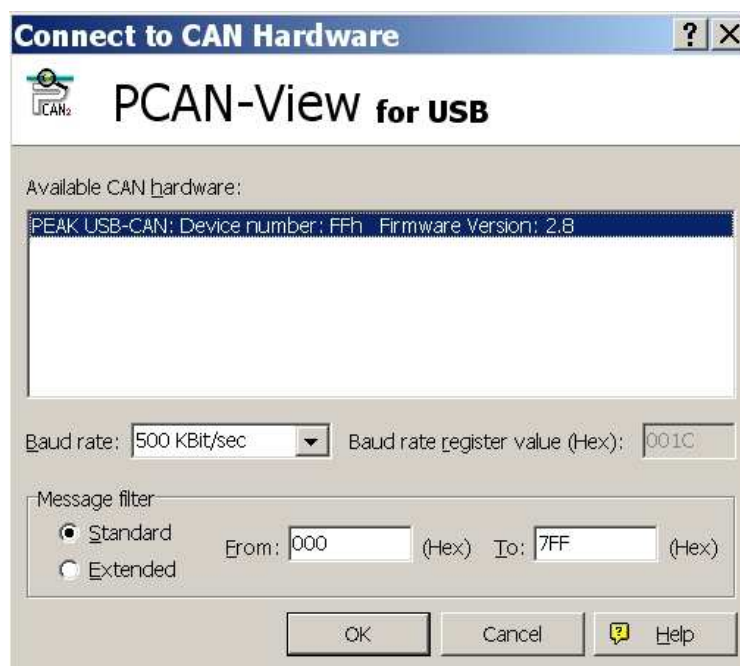 Connect to CAN Hardware
CAN2
PCAN-View for USB
Available CAN hardware:
PEAK USB-CAN: Device number: FFh Firmware Version: 2.8
Baud rate: 500 KBit/sec Baud rate register value (Hex): 001C
Message filter
Standard
From: 000 (Hex) To: 7FF (Hex)
Extended
OK Cancel Help